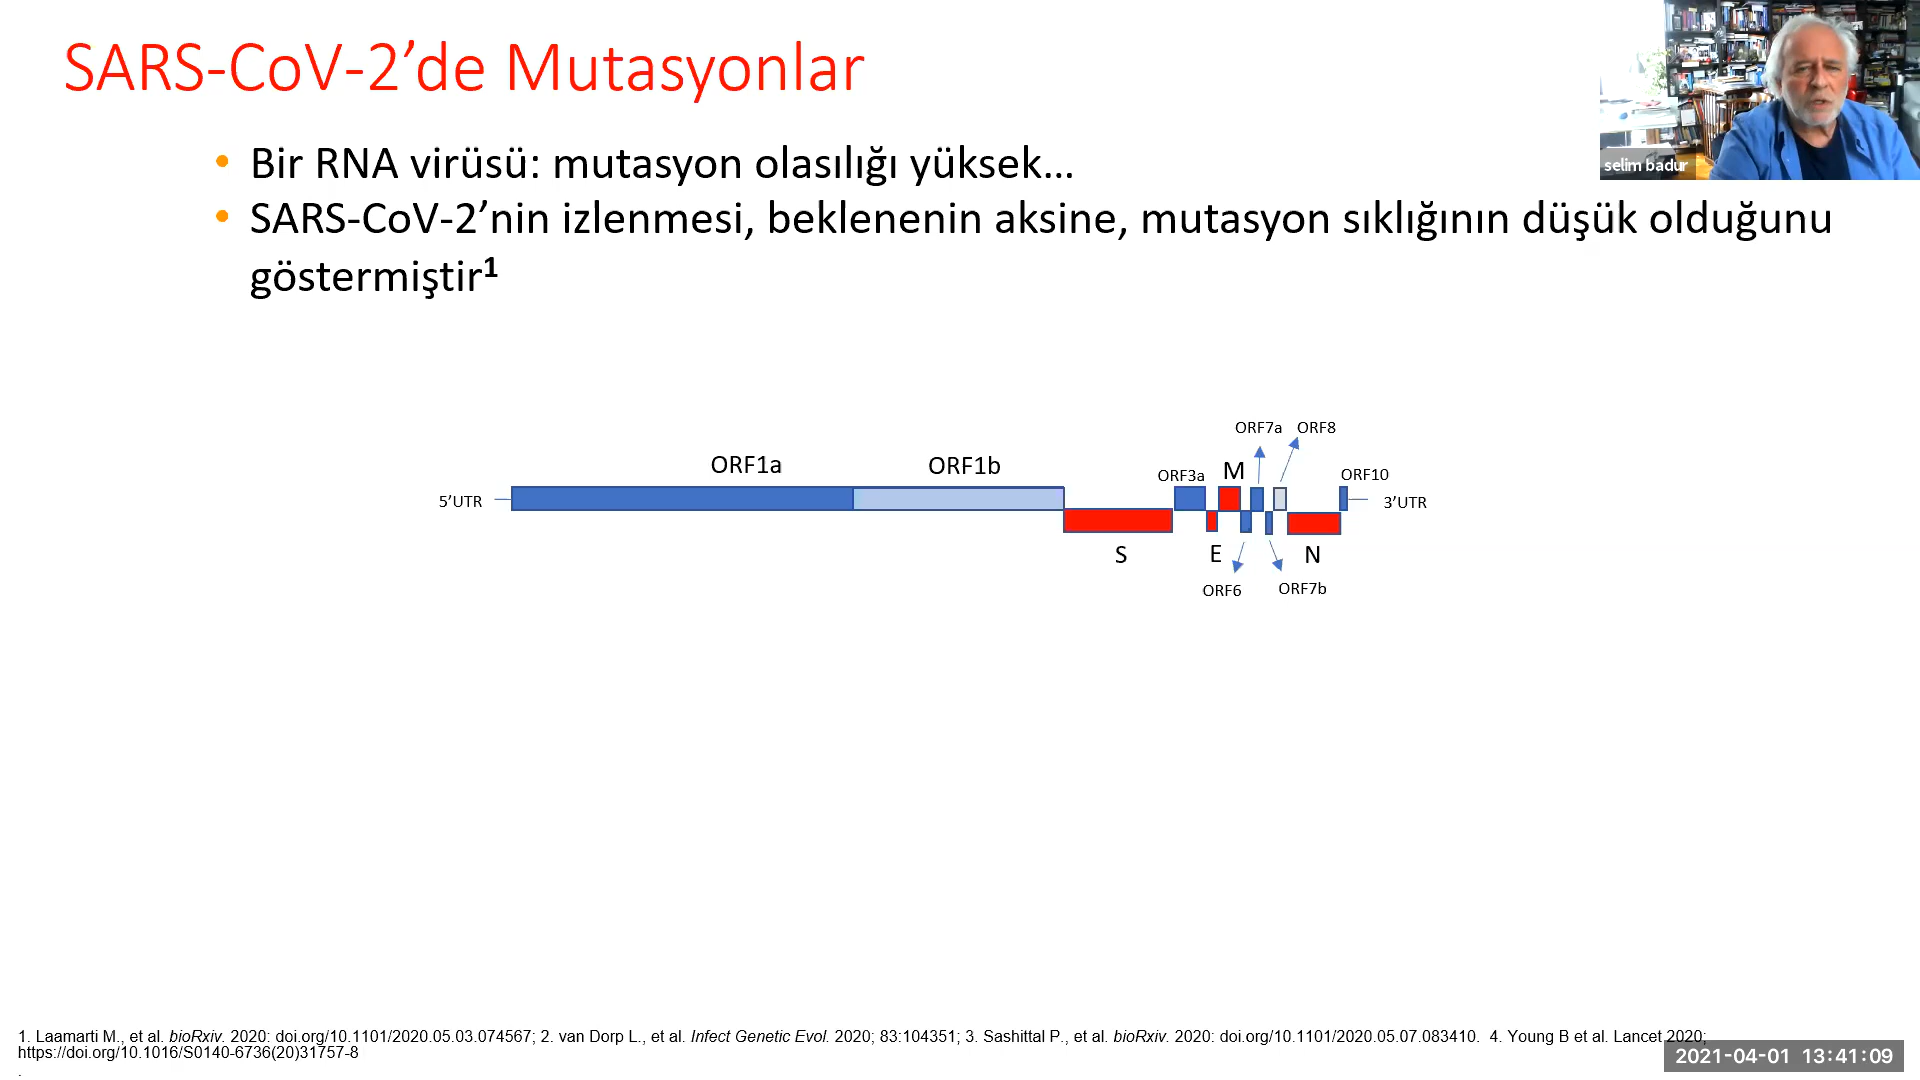 SARS-CoV-2’de Mutasyonlar
selim badur
• Bir RNA virüsü: mutasyon olasılığı yüksek…
• SARS-CoV-2’nin izlenmesi, beklenenin aksine, mutasyon sıklığının düşük olduğunu
göstermiştir¹
ORF7a ORF8
ORF1a ORF1b ORF3a M ORF10
5’UTR 3’UTR
S E N
ORF6 ORF7b
1. Laamarti M., et al. bioRxiv. 2020: doi.org/10.1101/2020.05.03.074567; 2. van Dorp L., et al. Infect Genetic Evol. 2020; 83:104351; 3. Sashittal P., et al. bioRxiv. 2020: doi.org/10.1101/2020.05.07.083410. 4. Young B et al. Lancet 2020;
https://doi.org/10.1016/S0140-6736(20)31757-8
.
2021-04-01 13:41:09